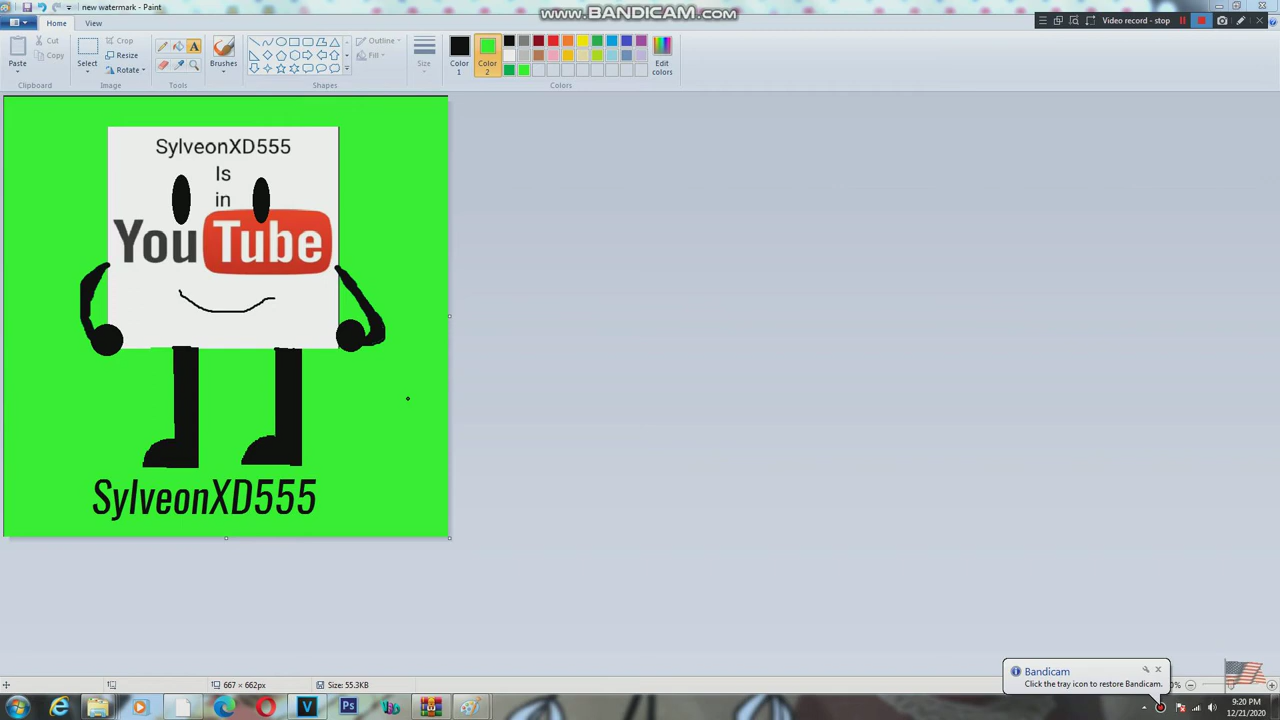 new watermark - Paint
www.BANDICAM.com
Home
View
Video record - stop
Paste
Cut
Copy
Select
Crop
Resize
Rotate
Brushes
Outline
Fill
Size
Color 1
Color 2
Edit colors
Clipboard
Image
Tools
Shapes
Colors
SylveonXD555
Is
in
You Tube
SylveonXD555
Bandicam
Click the tray icon to restore Bandicam.
667 × 662px
Size: 55.3KB
9:20 PM
12/21/2020